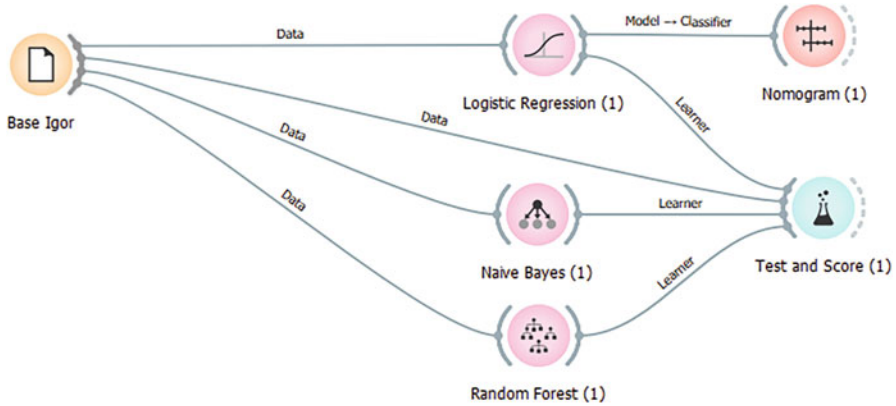 Data
Model → Classifier
Base Igor
Logistic Regression (1)
Nomogram (1)
Learner
Data
Data
Data
Learner
Naive Bayes (1)
Test and Score (1)
Learner
Random Forest (1)